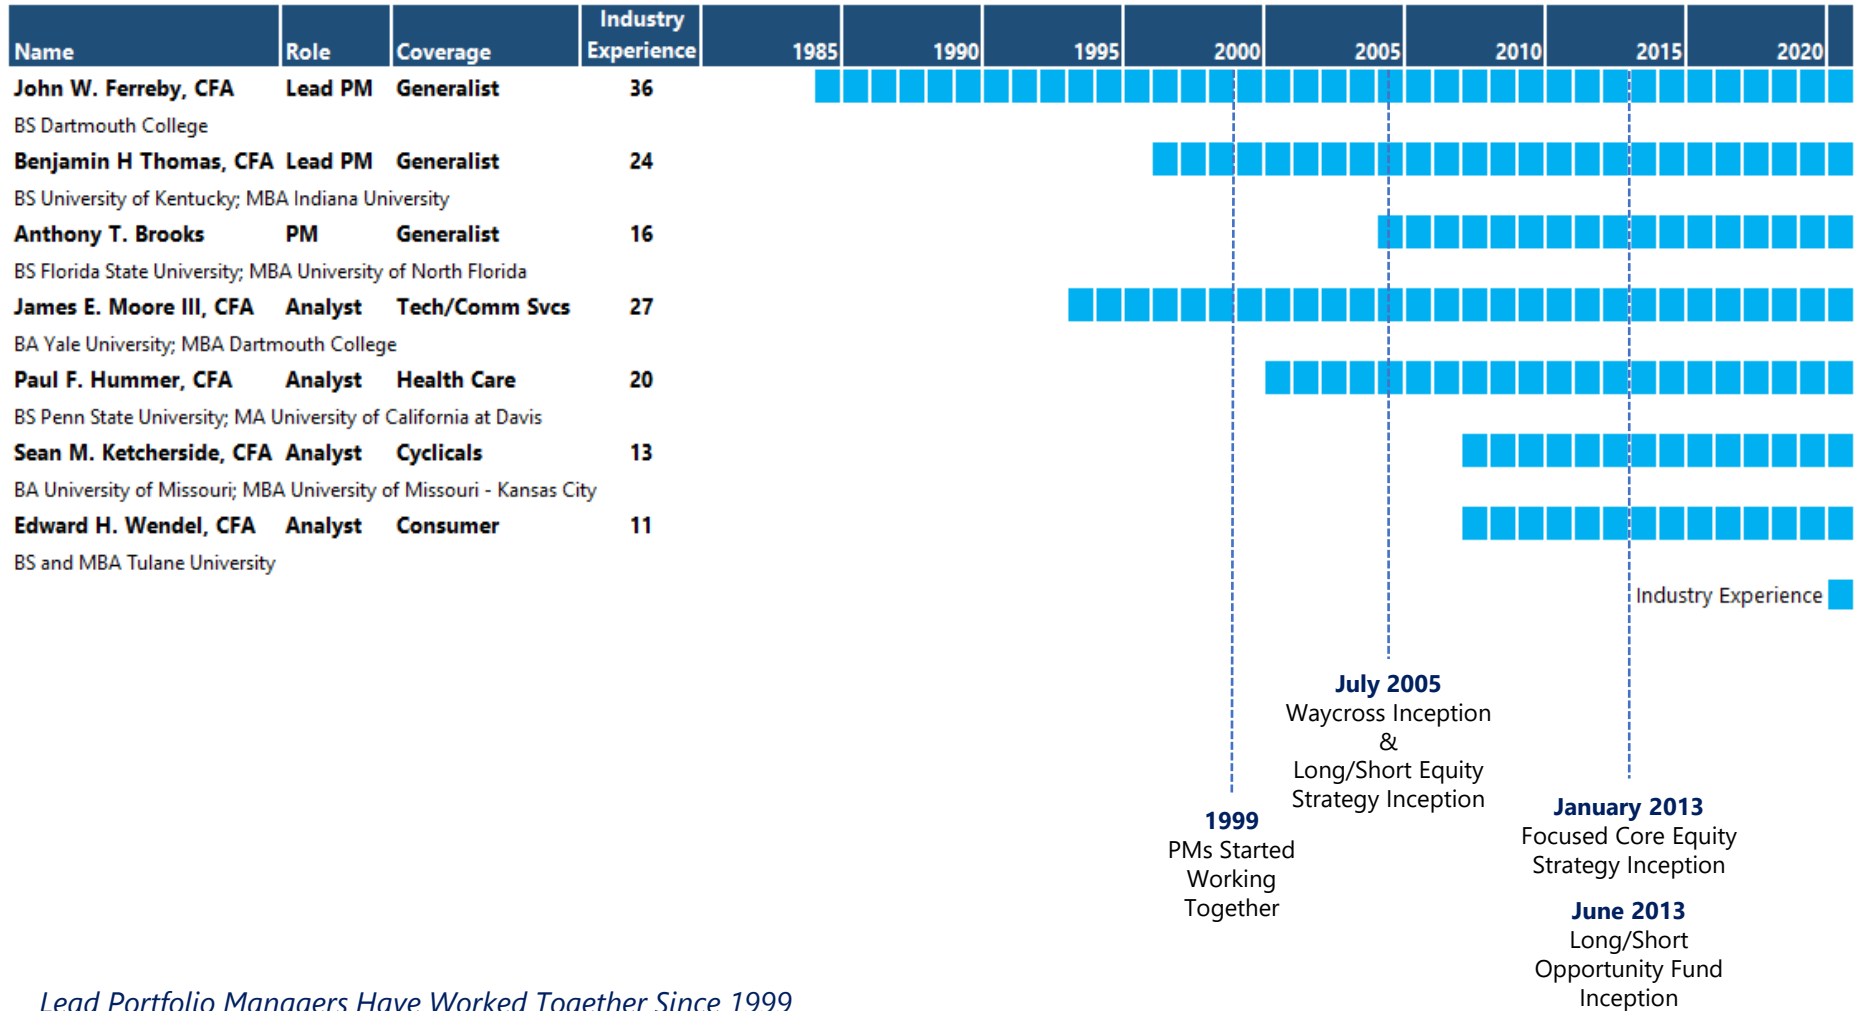 Name Role Coverage Industry Experience 1985 1990 1995 2000 2005 2010 2015 2020
John W. Ferreby, CFA Lead PM Generalist 36
BS Dartmouth College
Benjamin H Thomas, CFA Lead PM Generalist 24
BS University of Kentucky; MBA Indiana University
Anthony T. Brooks PM Generalist 16
BS Florida State University; MBA University of North Florida
James E. Moore III, CFA Analyst Tech/Comm Svcs 27
BA Yale University; MBA Dartmouth College
Paul F. Hummer, CFA Analyst Health Care 20
BS Penn State University; MA University of California at Davis
Sean M. Ketcherside, CFA Analyst Cyclicals 13
BA University of Missouri; MBA University of Missouri - Kansas City
Edward H. Wendel, CFA Analyst Consumer 11
BS and MBA Tulane University
Industry Experience
1999
PMs Started
Working
Together
July 2005
Waycross Inception
&
Long/Short Equity
Strategy Inception
January 2013
Focused Core Equity
Strategy Inception
June 2013
Long/Short
Opportunity Fund
Inception
Lead Portfolio Managers Have Worked Together Since 1999